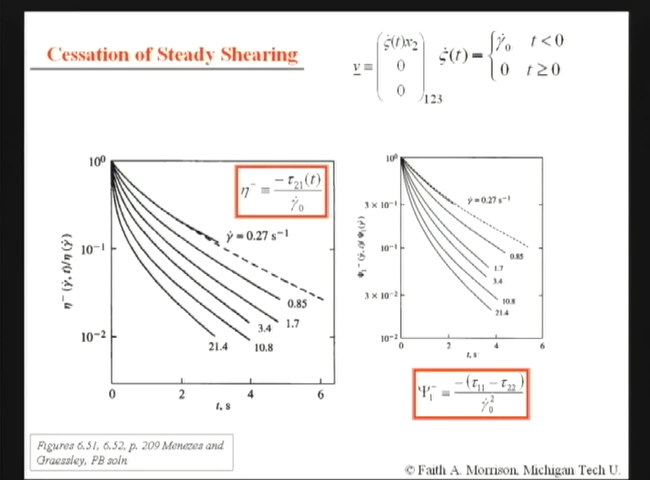 Cessation of Steady Shearing
v ≡ ( ς̇(t)x₂ 0 0 )₁₂₃ ς̇(t) = { γ̇₀ t<0
0 t≥0
10⁰
η⁻ ≡ −τ₂₁(t) / γ̇₀
γ̇ = 0.27 s⁻¹
10⁻¹
η⁻ (γ̇, t)/η (γ̇)
0.85
1.7
3.4
10⁻²
21.4 10.8
0 2 4 6
t, s
10⁰
γ̇ = 0.27 s⁻¹
3 × 10⁻¹
Ψ₁⁻ (γ̇, t)/Ψ₁(γ̇)
10⁻¹
0.85
1.7
3.4
3 × 10⁻²
10.8
21.4
10⁻²
0 2 4 6
t, s
Ψ₁⁻ ≡ −(τ₁₁ − τ₂₂) / γ̇₀²
Figures 6.51, 6.52, p. 209 Menezes and
Graessley, PB soln
© Faith A. Morrison, Michigan Tech U.